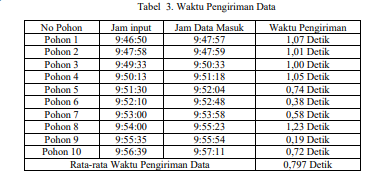 Tabel 3. Waktu Pengiriman Data
No Pohon Jam input Jam Data Masuk Waktu Pengiriman
Pohon 1 9:46:50 9:47:57 1,07 Detik
Pohon 2 9:47:58 9:47:59 1,01 Detik
Pohon 3 9:49:33 9:50:33 1,00 Detik
Pohon 4 9:50:13 9:51:18 1,05 Detik
Pohon 5 9:51:30 9:52:04 0,74 Detik
Pohon 6 9:52:10 9:52:48 0,38 Detik
Pohon 7 9:53:00 9:53:58 0,58 Detik
Pohon 8 9:54:00 9:55:23 1,23 Detik
Pohon 9 9:55:35 9:55:54 0,19 Detik
Pohon 10 9:56:39 9:57:11 0,72 Detik
Rata-rata Waktu Pengiriman Data 0,797 Detik